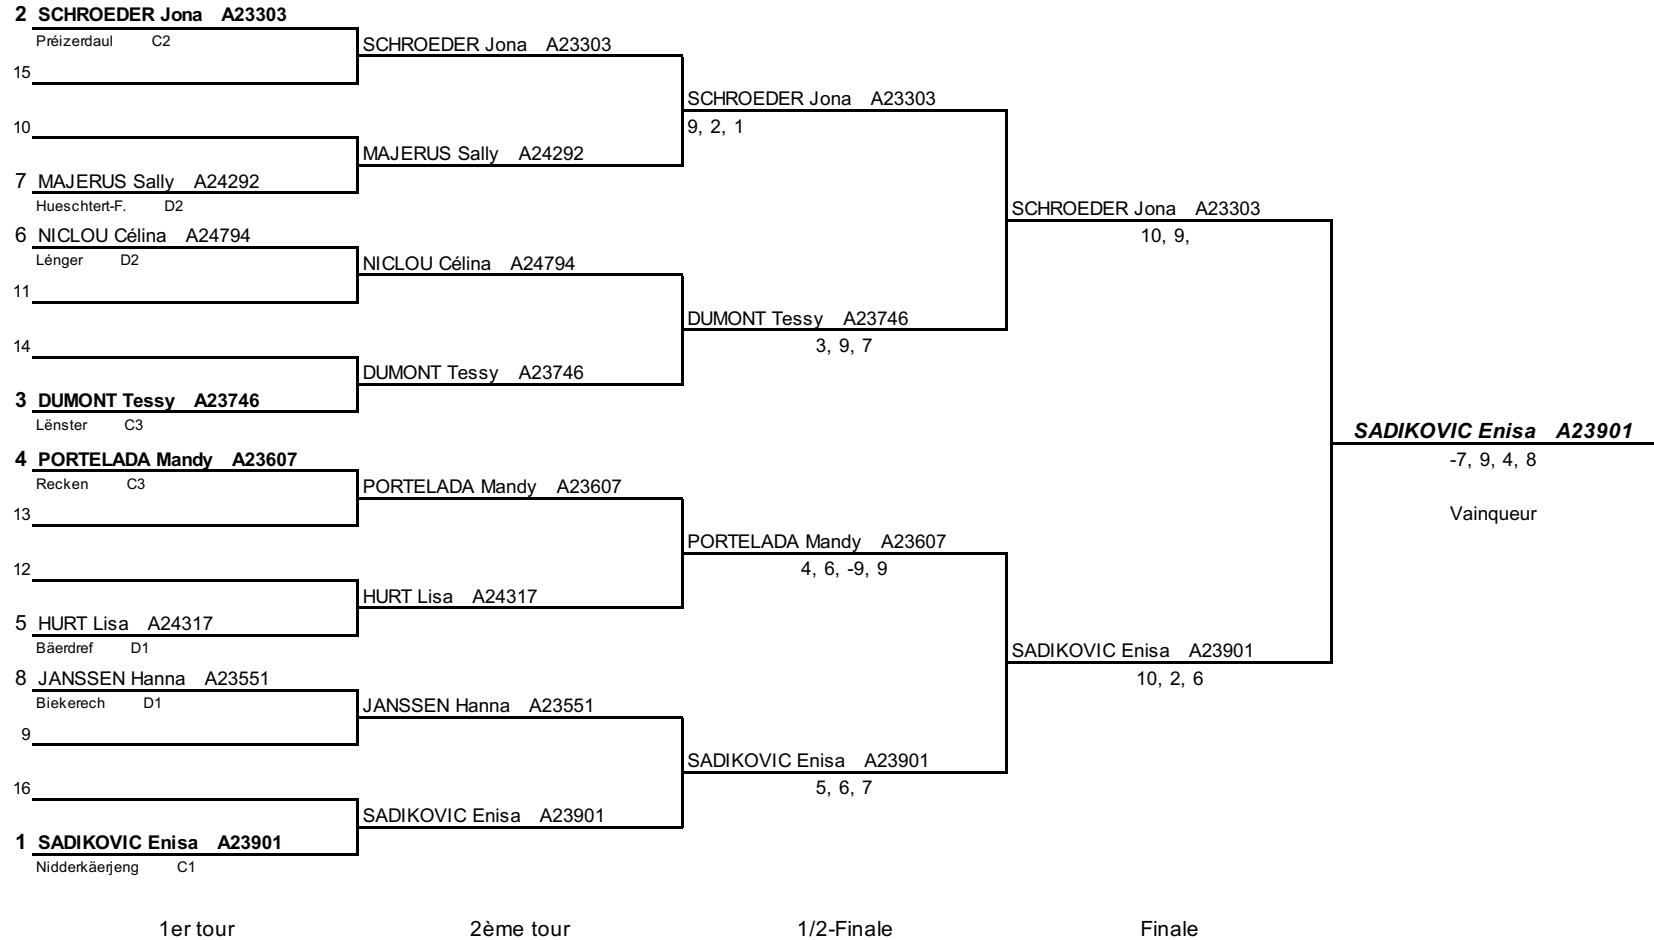 2 SCHROEDER Jona A23303
Préizerdaul C2
SCHROEDER Jona A23303
15
SCHROEDER Jona A23303
10
9, 2, 1
MAJERUS Sally A24292
7 MAJERUS Sally A24292
Hueschtert-F. D2
SCHROEDER Jona A23303
6 NICLOU Célina A24794
10, 9,
Lénger D2
NICLOU Célina A24794
11
DUMONT Tessy A23746
14
3, 9, 7
DUMONT Tessy A23746
3 DUMONT Tessy A23746
Lënster C3
SADIKOVIC Enisa A23901
4 PORTELADA Mandy A23607
-7, 9, 4, 8
Recken C3
PORTELADA Mandy A23607
13
Vainqueur
PORTELADA Mandy A23607
12
4, 6, -9, 9
HURT Lisa A24317
5 HURT Lisa A24317
Bäerdref D1
SADIKOVIC Enisa A23901
8 JANSSEN Hanna A23551
10, 2, 6
Biekerech D1
JANSSEN Hanna A23551
9
SADIKOVIC Enisa A23901
16
5, 6, 7
SADIKOVIC Enisa A23901
1 SADIKOVIC Enisa A23901
Nidderkäerjeng C1
1er tour 2ème tour 1/2-Finale Finale